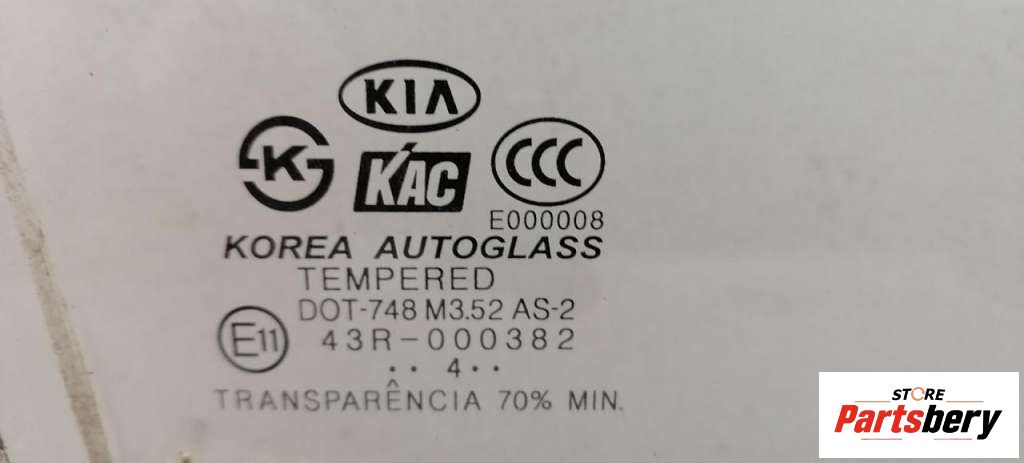 KIA
K
KAC
CCC
E000008
KOREA AUTOGLASS
TEMPERED
DOT-748 M3.52 AS-2
E11
43R-000382
.. 4 ..
TRANSPARÊNCIA 70% MIN.
STORE
Partsbery